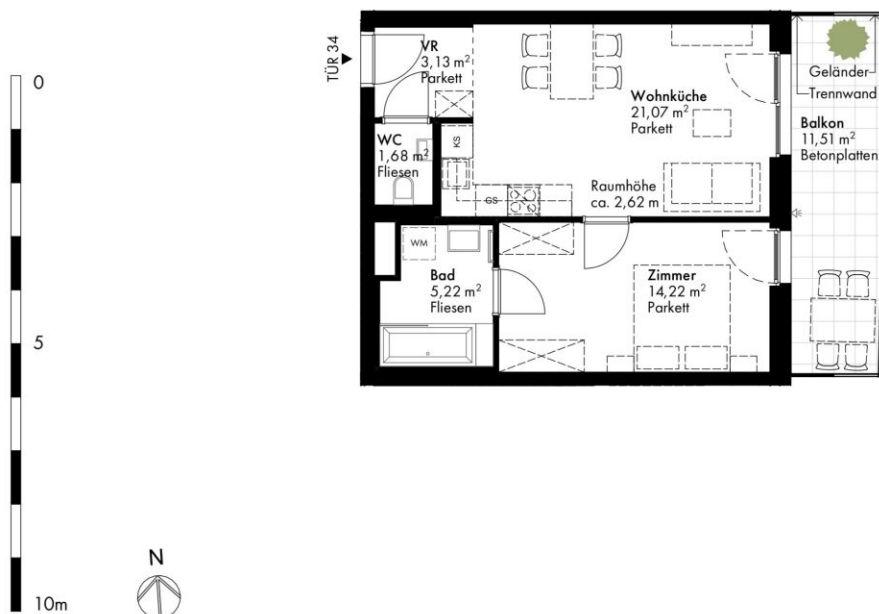 0
5
10m
N
TÜR 34
VR
3,13 m²
Parkett
WC
1,68 m²
Fliesen
KS
GS
Wohnküche
21,07 m²
Parkett
Raumhöhe
ca. 2,62 m
Geländer
Trennwand
Balkon
11,51 m²
Betonplatten
WM
Bad
5,22 m²
Fliesen
Zimmer
14,22 m²
Parkett